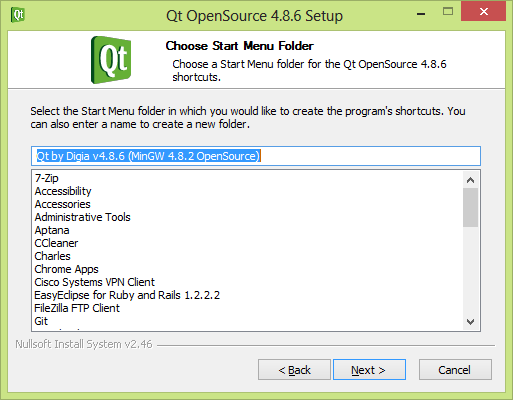 Qt OpenSource 4.8.6 Setup
Qt
Choose Start Menu Folder
Choose a Start Menu folder for the Qt OpenSource 4.8.6
shortcuts.
Select the Start Menu folder in which you would like to create the program's shortcuts. You
can also enter a name to create a new folder.
Qt by Digia v4.8.6 (MinGW 4.8.2 OpenSource)
7-Zip
Accessibility
Accessories
Administrative Tools
Aptana
CCleaner
Charles
Chrome Apps
Cisco Systems VPN Client
EasyEclipse for Ruby and Rails 1.2.2.2
FileZilla FTP Client
Git
Nullsoft Install System v2.46
< Back
Next >
Cancel